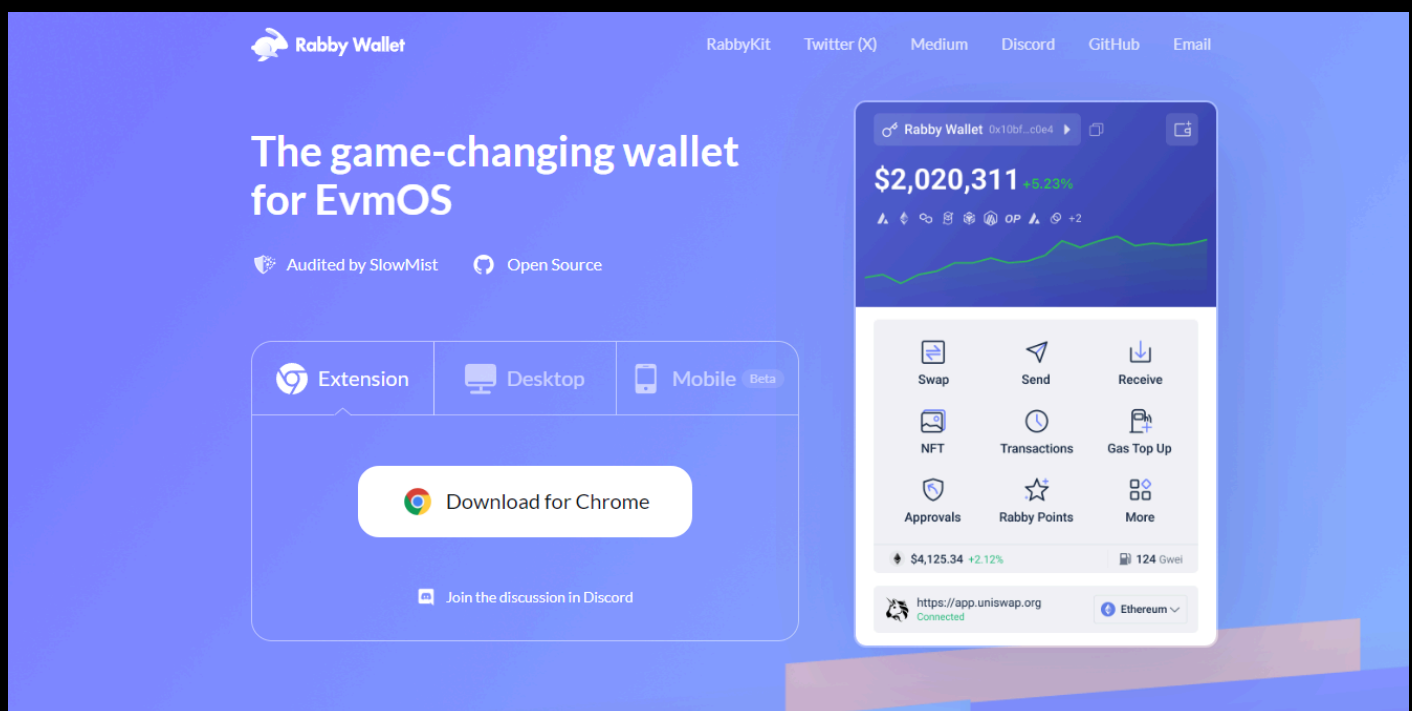 Rabby Wallet
RabbyKit
Twitter (X)
Medium
Discord
GitHub
Email
The game-changing wallet
for EvmOS
Audited by SlowMist
Open Source
Extension
Desktop
Mobile Beta
Download for Chrome
Join the discussion in Discord
Rabby Wallet 0x10bf...c0e4
$2,020,311 +5.23%
OP +2
Swap
Send
Receive
NFT
Transactions
Gas Top Up
Approvals
Rabby Points
More
$4,125.34 +2.12%
124 Gwei
https://app.uniswap.org
Connected
Ethereum